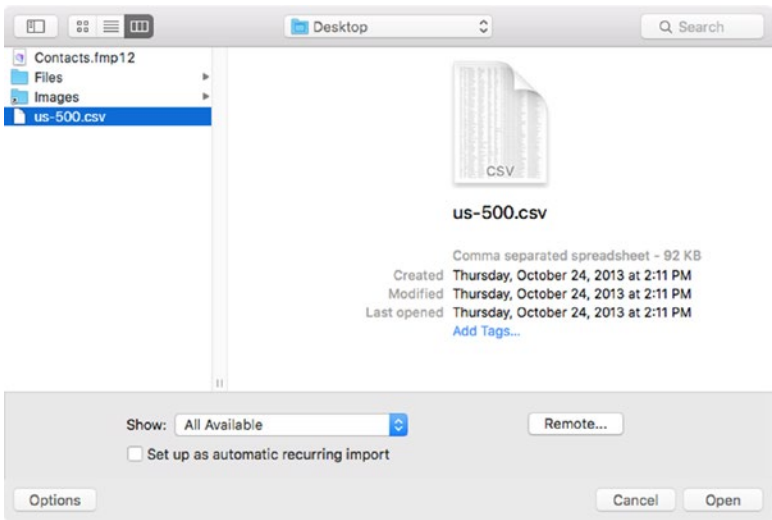 Desktop
Search
Contacts.fmp12
Files
Images
us-500.csv
CSV
us-500.csv
Comma separated spreadsheet - 92 KB
Created Thursday, October 24, 2013 at 2:11 PM
Modified Thursday, October 24, 2013 at 2:11 PM
Last opened Thursday, October 24, 2013 at 2:11 PM
Add Tags...
Show: All Available
Remote...
Set up as automatic recurring import
Options
Cancel
Open